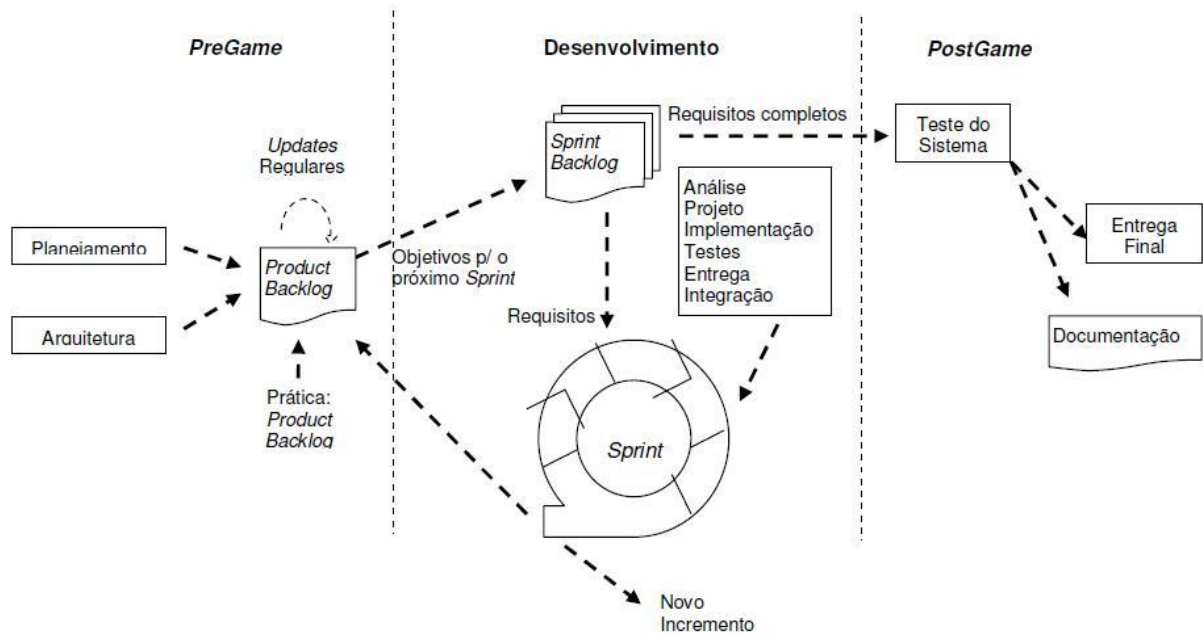 PreGame
Desenvolvimento
PostGame
Updates
Regulares
Planejamento
Arquitetura
Product
Backlog
Prática:
Product
Backlog
Objetivos p/ o
próximo Sprint
Sprint
Backlog
Requisitos completos
Análise
Projeto
Implementação
Testes
Entrega
Integração
Requisitos
Sprint
Novo
Incremento
Teste do
Sistema
Entrega
Final
Documentação